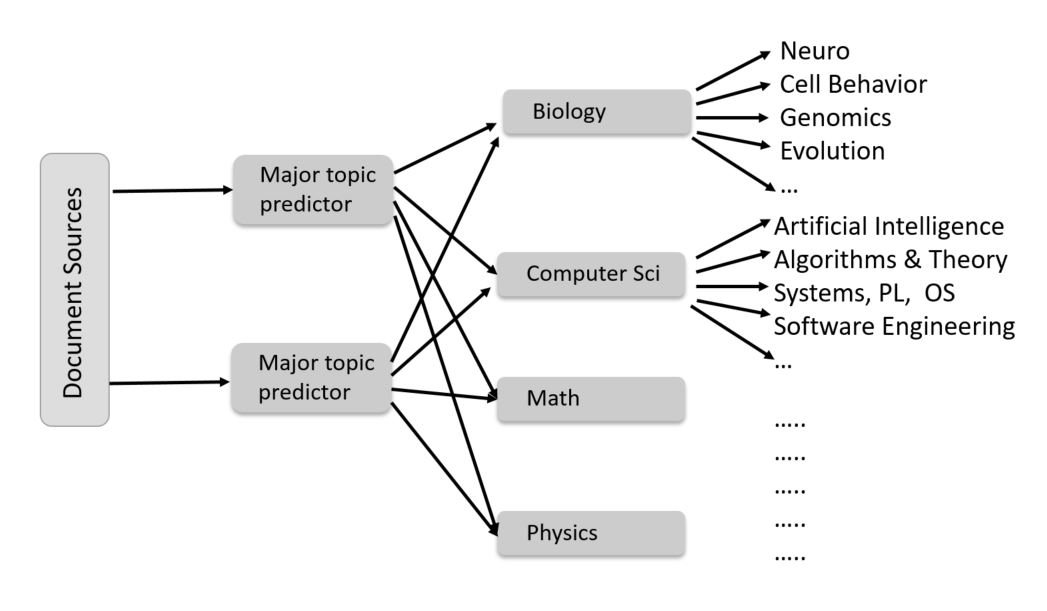 Document Sources
Major topic
predictor
Major topic
predictor
Biology
Computer Sci
Math
Physics
Neuro
Cell Behavior
Genomics
Evolution
...
Artificial Intelligence
Algorithms & Theory
Systems, PL, OS
Software Engineering
...
.....
.....
.....
.....
.....